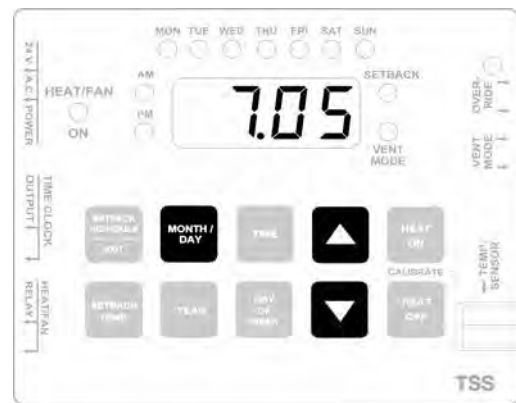 MON TUE WED THU FRI SAT SUN
24 V.A.C. POWER
HEAT/FAN
ON
AM
PM
7.05
SETBACK
VENT
MODE
OVER-
RIDE
VENT
MODE
TIME CLOCK
OUTPUT
HEAT/FAN
RELAY
SETBACK
SCHEDULE
MONTH /
DAY
TIME
HEAT
ON
CALIBRATE
SETBACK
TEMP
YEAR
DAY
OF
WEEK
HEAT
OFF
TEMP.
SENSOR
TSS